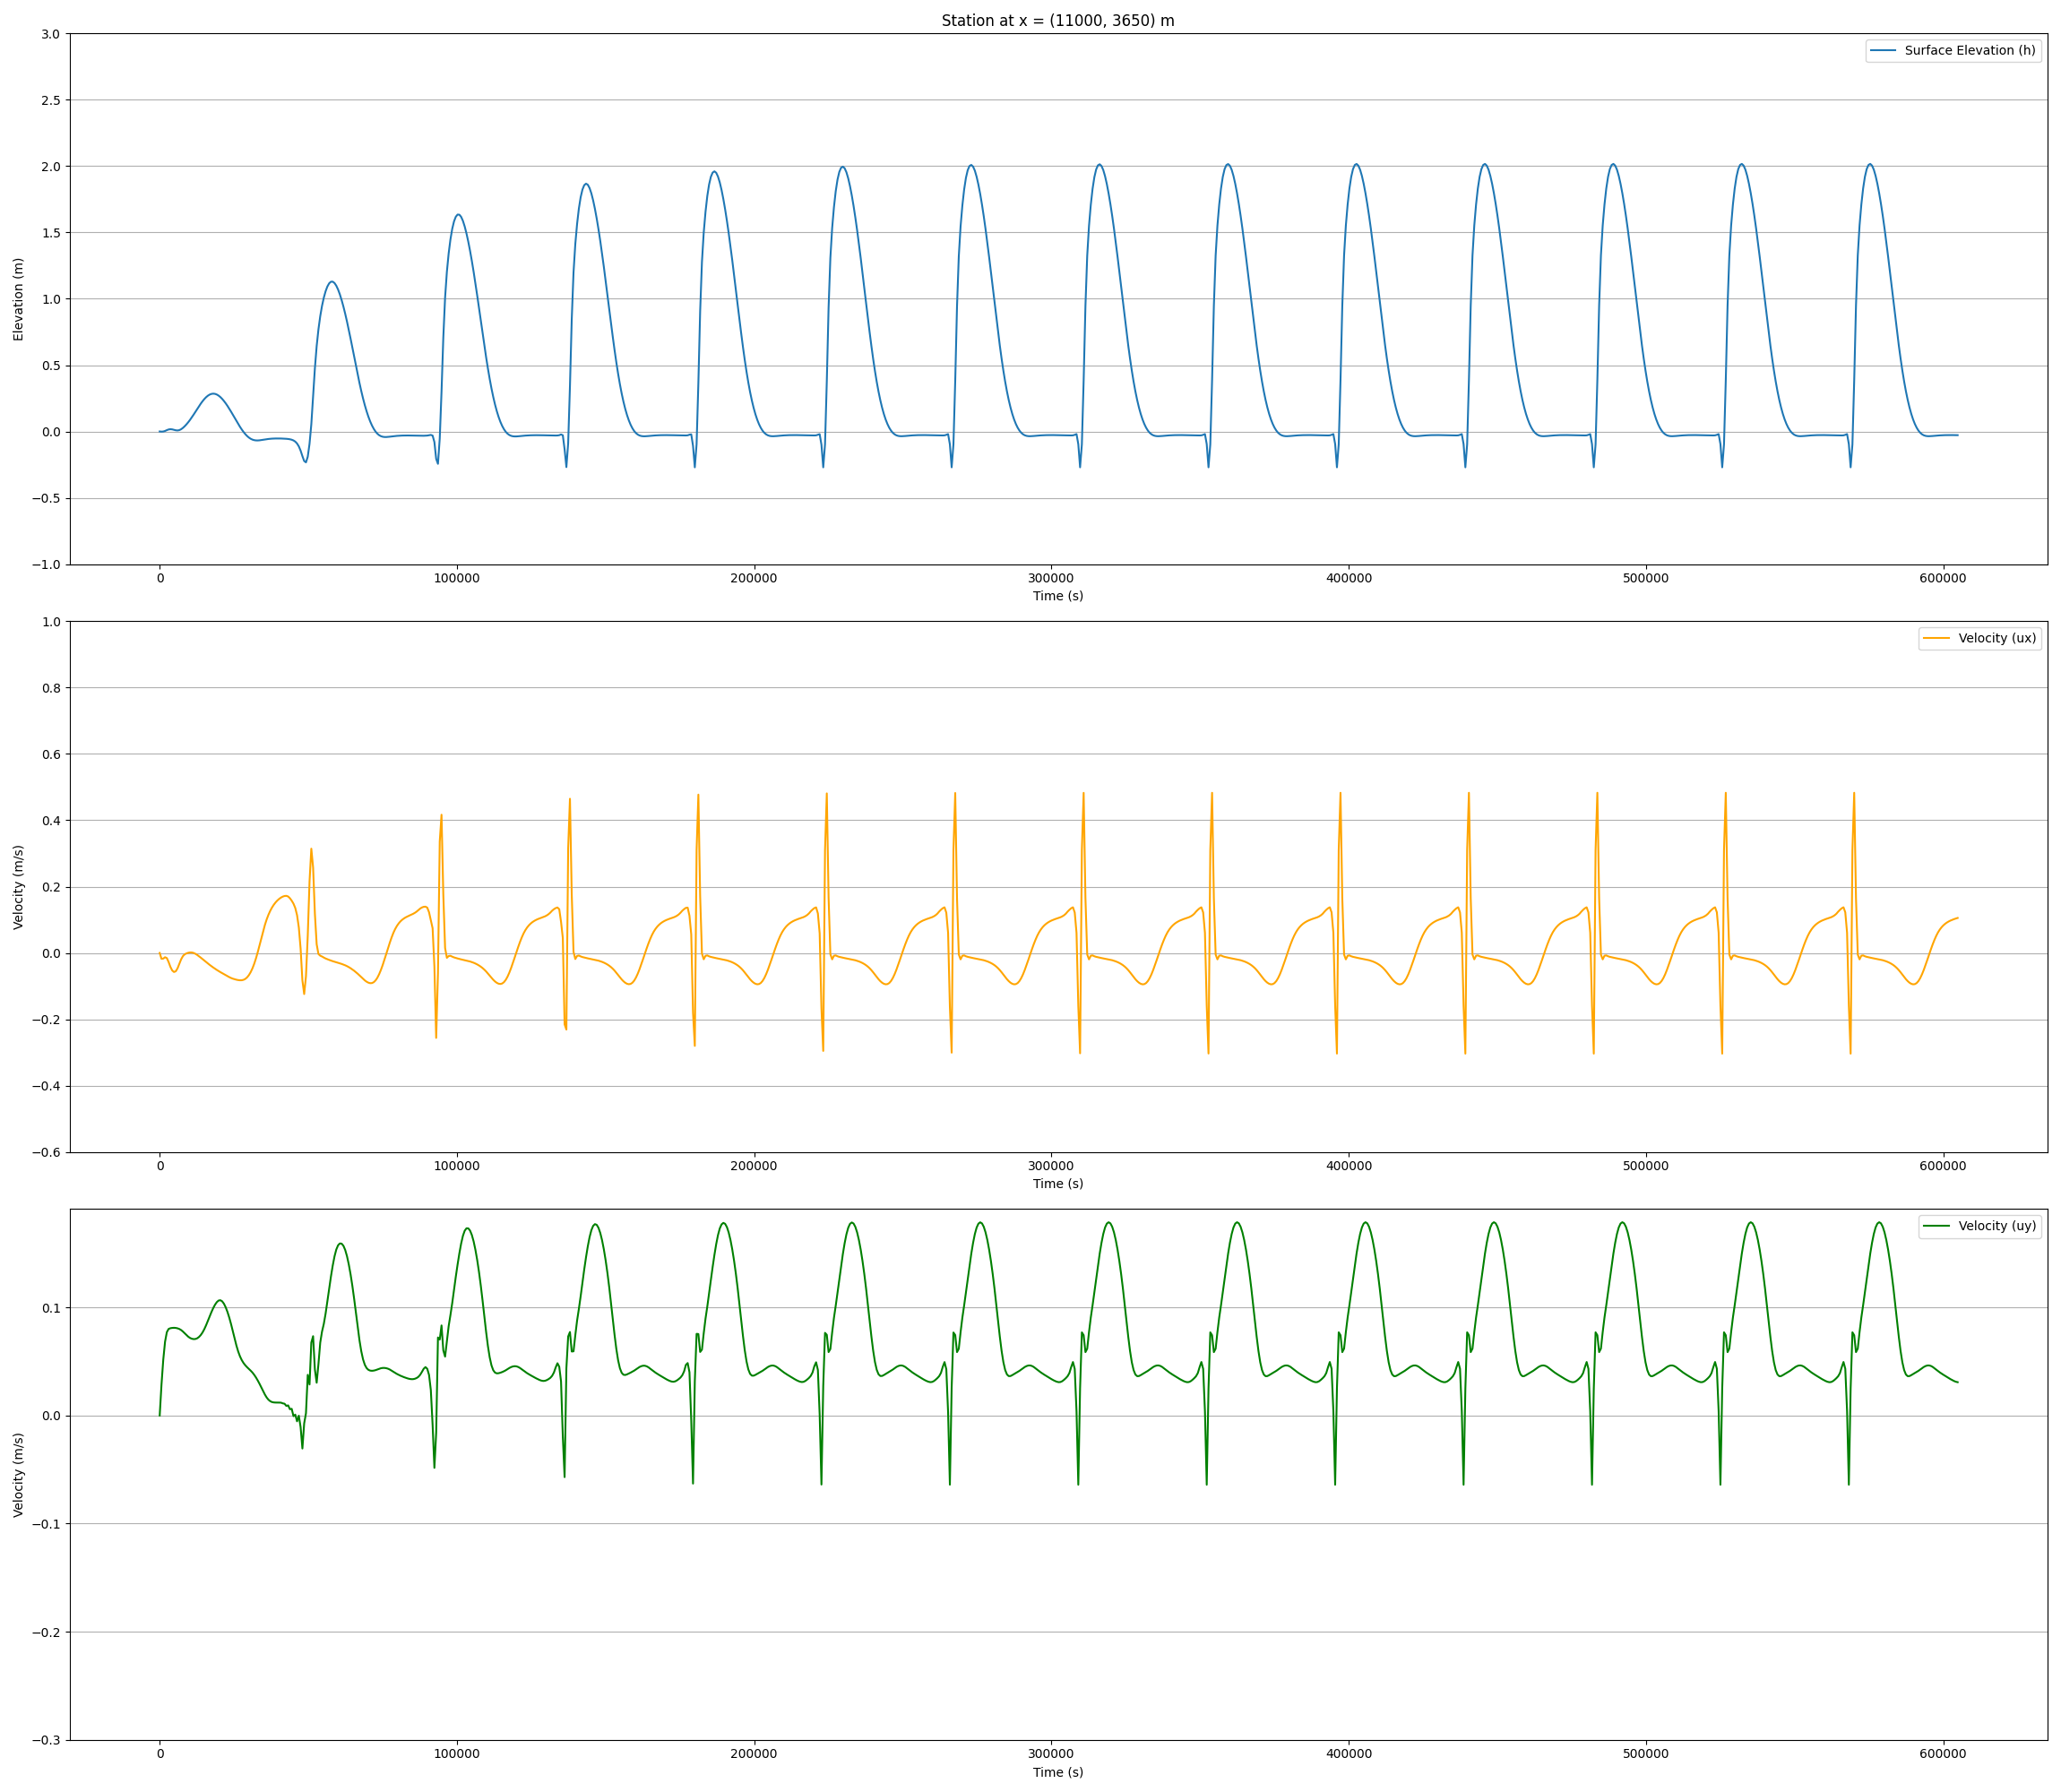 Station at x = (11000, 3650) m
Surface Elevation (h)
Elevation (m)
3.0
2.5
2.0
1.5
1.0
0.5
0.0
−0.5
−1.0
0 100000 200000 300000 400000 500000 600000
Time (s)
Velocity (ux)
Velocity (m/s)
1.0
0.8
0.6
0.4
0.2
0.0
−0.2
−0.4
−0.6
0 100000 200000 300000 400000 500000 600000
Time (s)
Velocity (uy)
Velocity (m/s)
0.1
0.0
−0.1
−0.2
−0.3
0 100000 200000 300000 400000 500000 600000
Time (s)